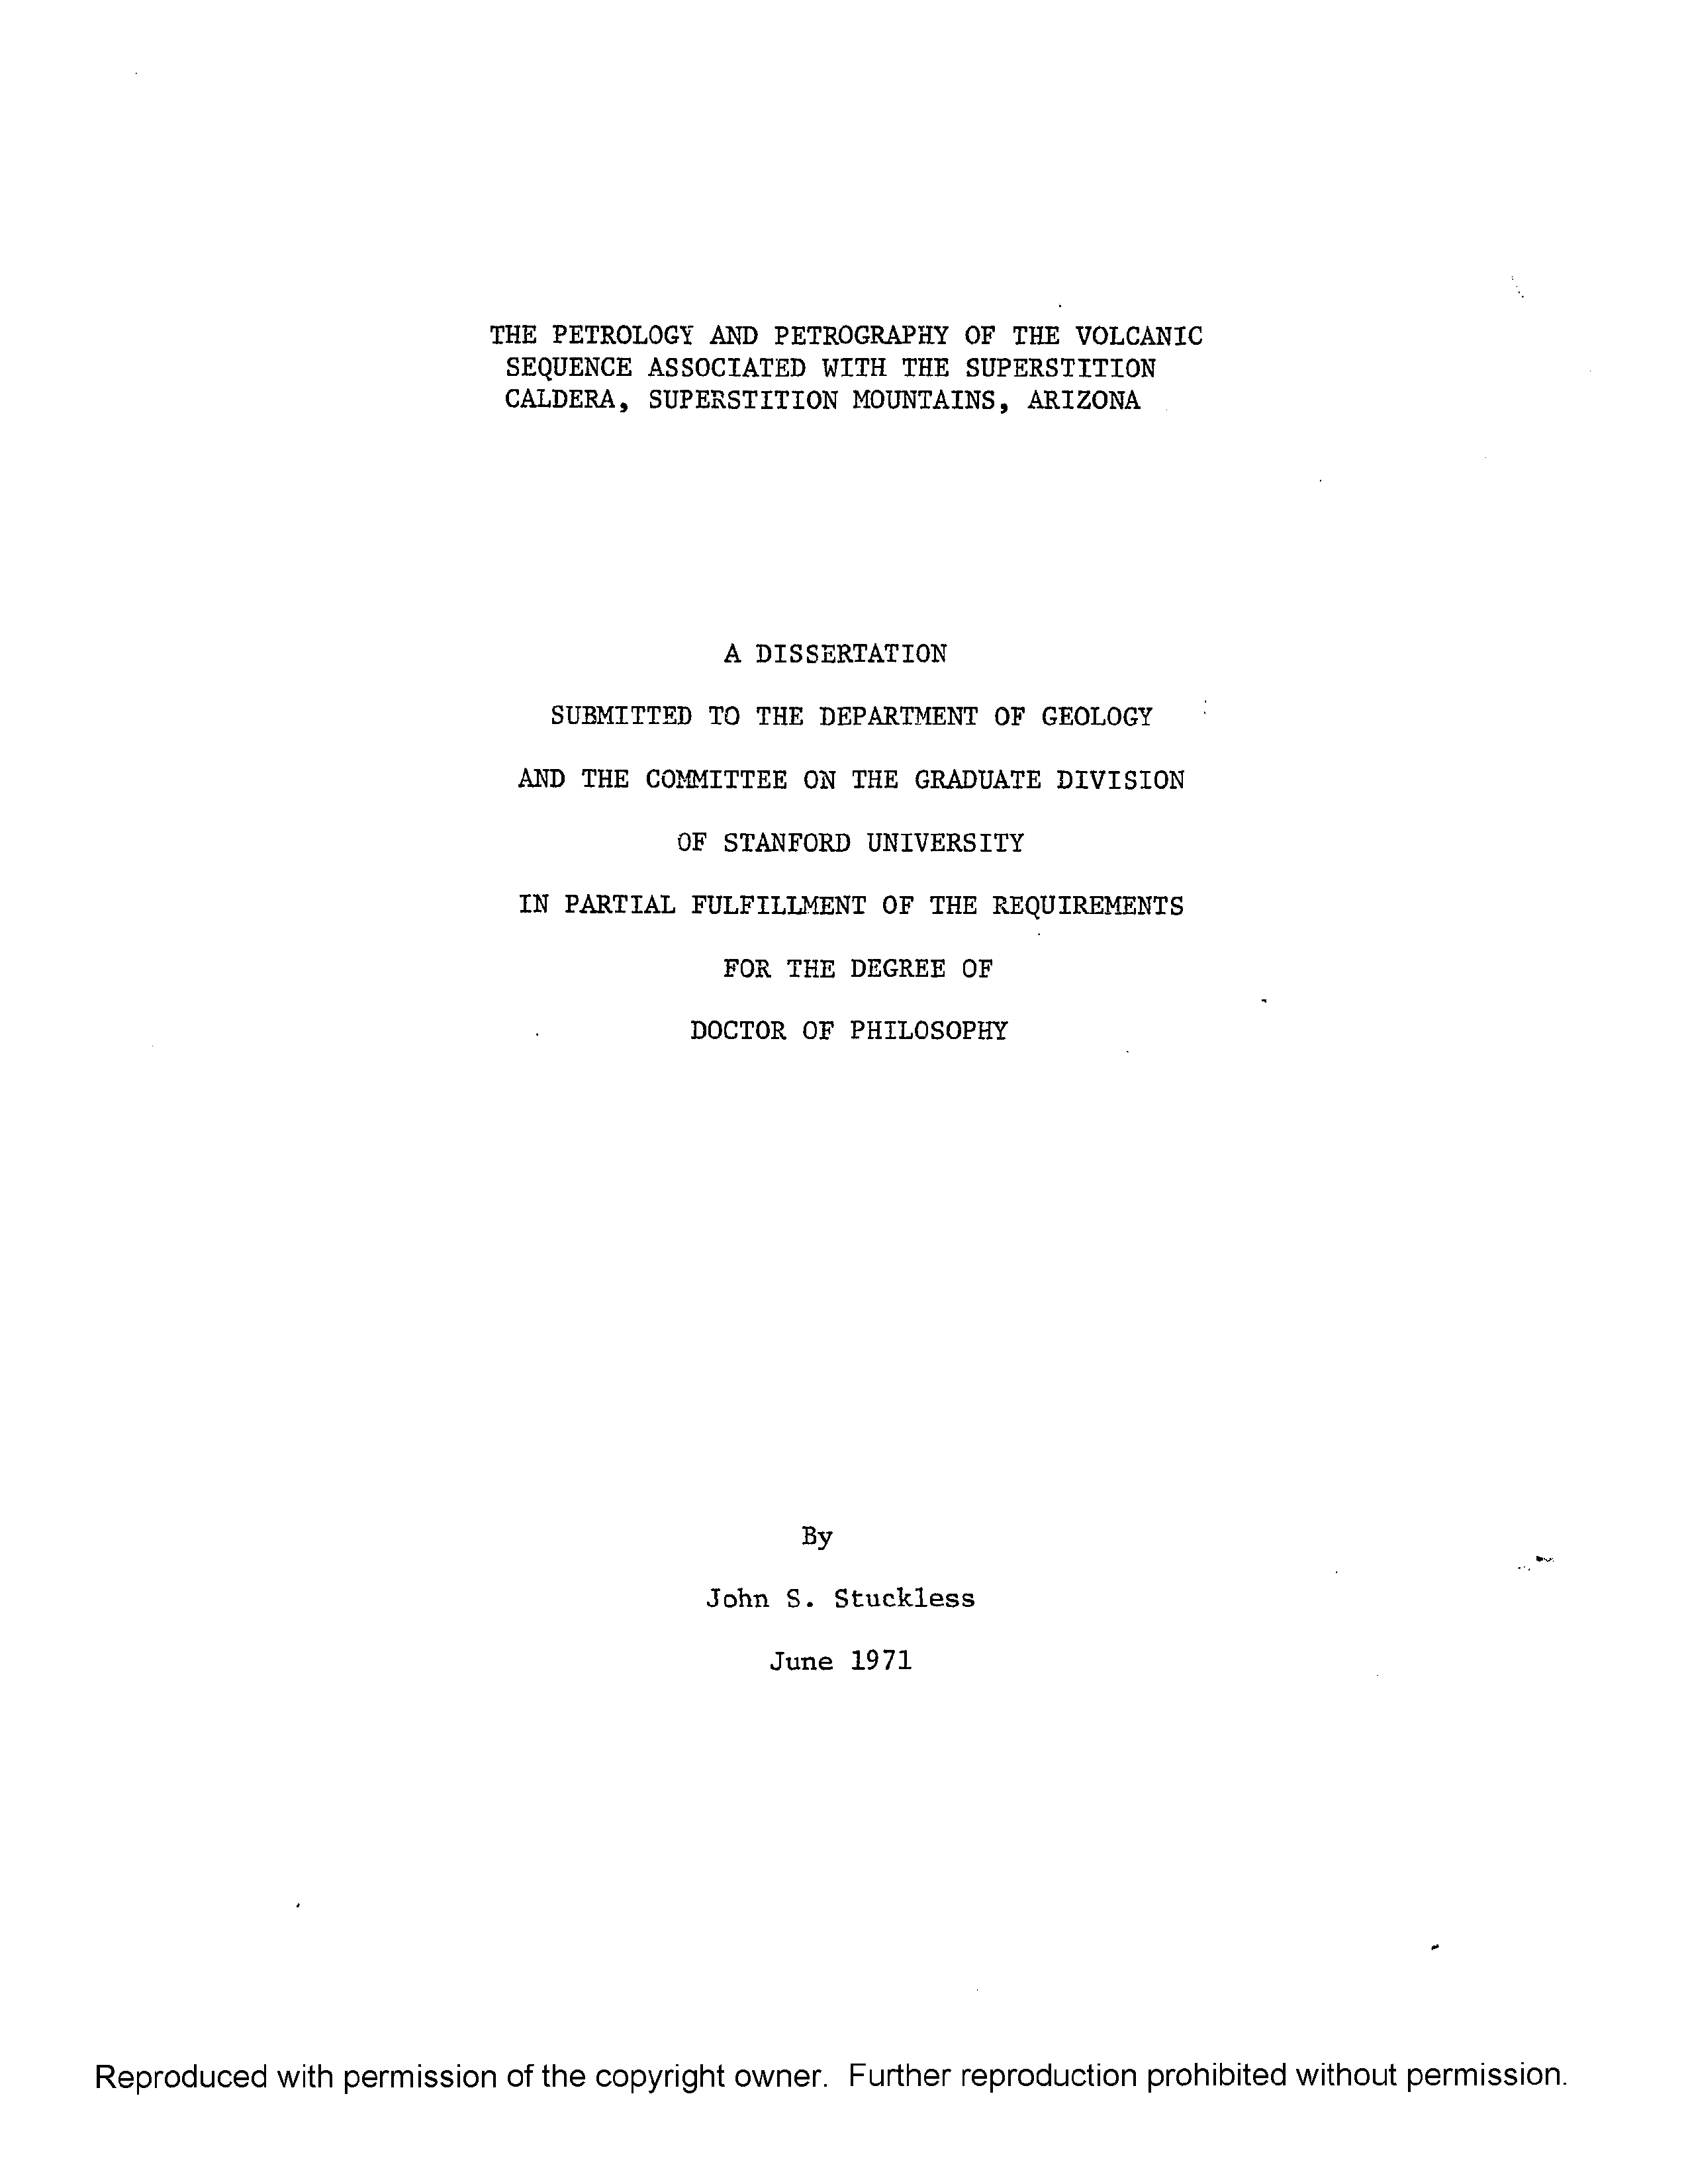 THE PETROLOGY AND PETROGRAPHY OF THE VOLCANIC
SEQUENCE ASSOCIATED WITH THE SUPERSTITION
CALDERA, SUPERSTITION MOUNTAINS, ARIZONA
A DISSERTATION
SUBMITTED TO THE DEPARTMENT OF GEOLOGY
AND THE COMMITTEE ON THE GRADUATE DIVISION
OF STANFORD UNIVERSITY
IN PARTIAL FULFILLMENT OF THE REQUIREMENTS
FOR THE DEGREE OF
DOCTOR OF PHILOSOPHY
By
John S. Stuckless
June 1971
Reproduced with permission of the copyright owner. Further reproduction prohibited without permission.